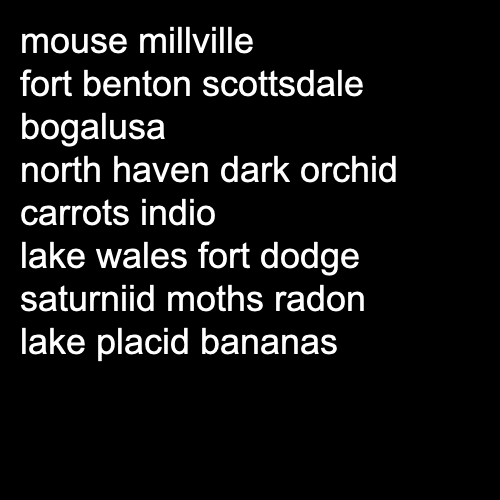 mouse millville
fort benton scottsdale
bogalusa
north haven dark orchid
carrots indio
lake wales fort dodge
saturniid moths radon
lake placid bananas